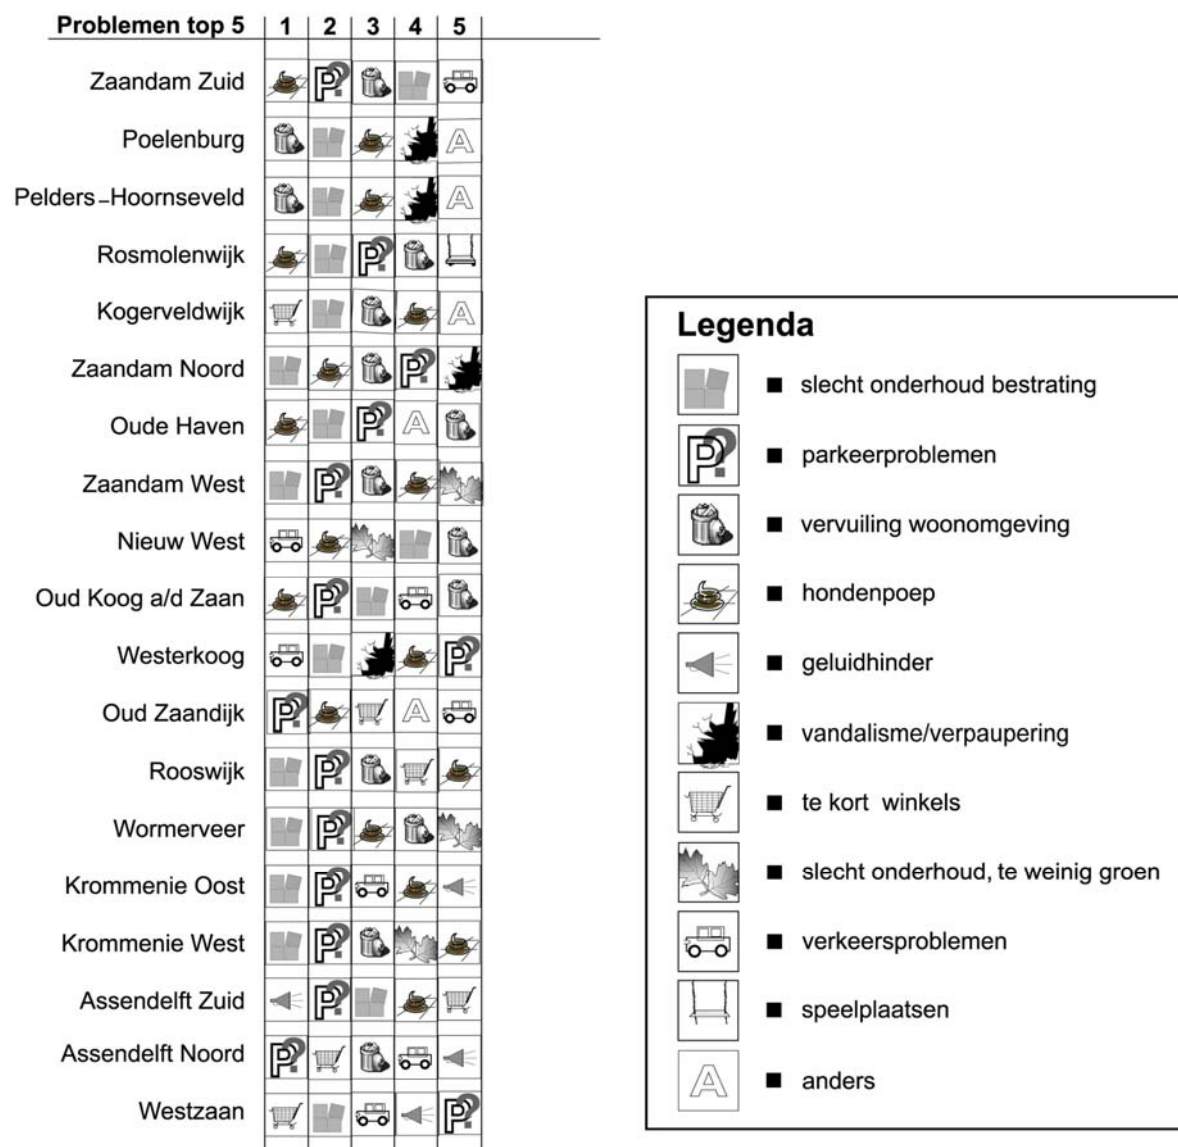 Problemen top 5 1 2 3 4 5
Zaandam Zuid P?
Poelenburg A
Pelders-Hoornseveld A
Rosmolenwijk P?
Kogerveldwijk A
Zaandam Noord P?
Oude Haven P? A
Zaandam West P?
Nieuw West
Oud Koog a/d Zaan P?
Westerkoog P?
Oud Zaandijk P? A
Rooswijk P?
Wormerveer P?
Krommenie Oost P?
Krommenie West P?
Assendelft Zuid P?
Assendelft Noord P?
Westzaan P?
Legenda
slecht onderhoud bestrating
P? parkeerproblemen
vervuiling woonomgeving
hondenpoep
geluidhinder
vandalisme/verpaupering
te kort winkels
slecht onderhoud, te weinig groen
verkeersproblemen
speelplaatsen
A anders